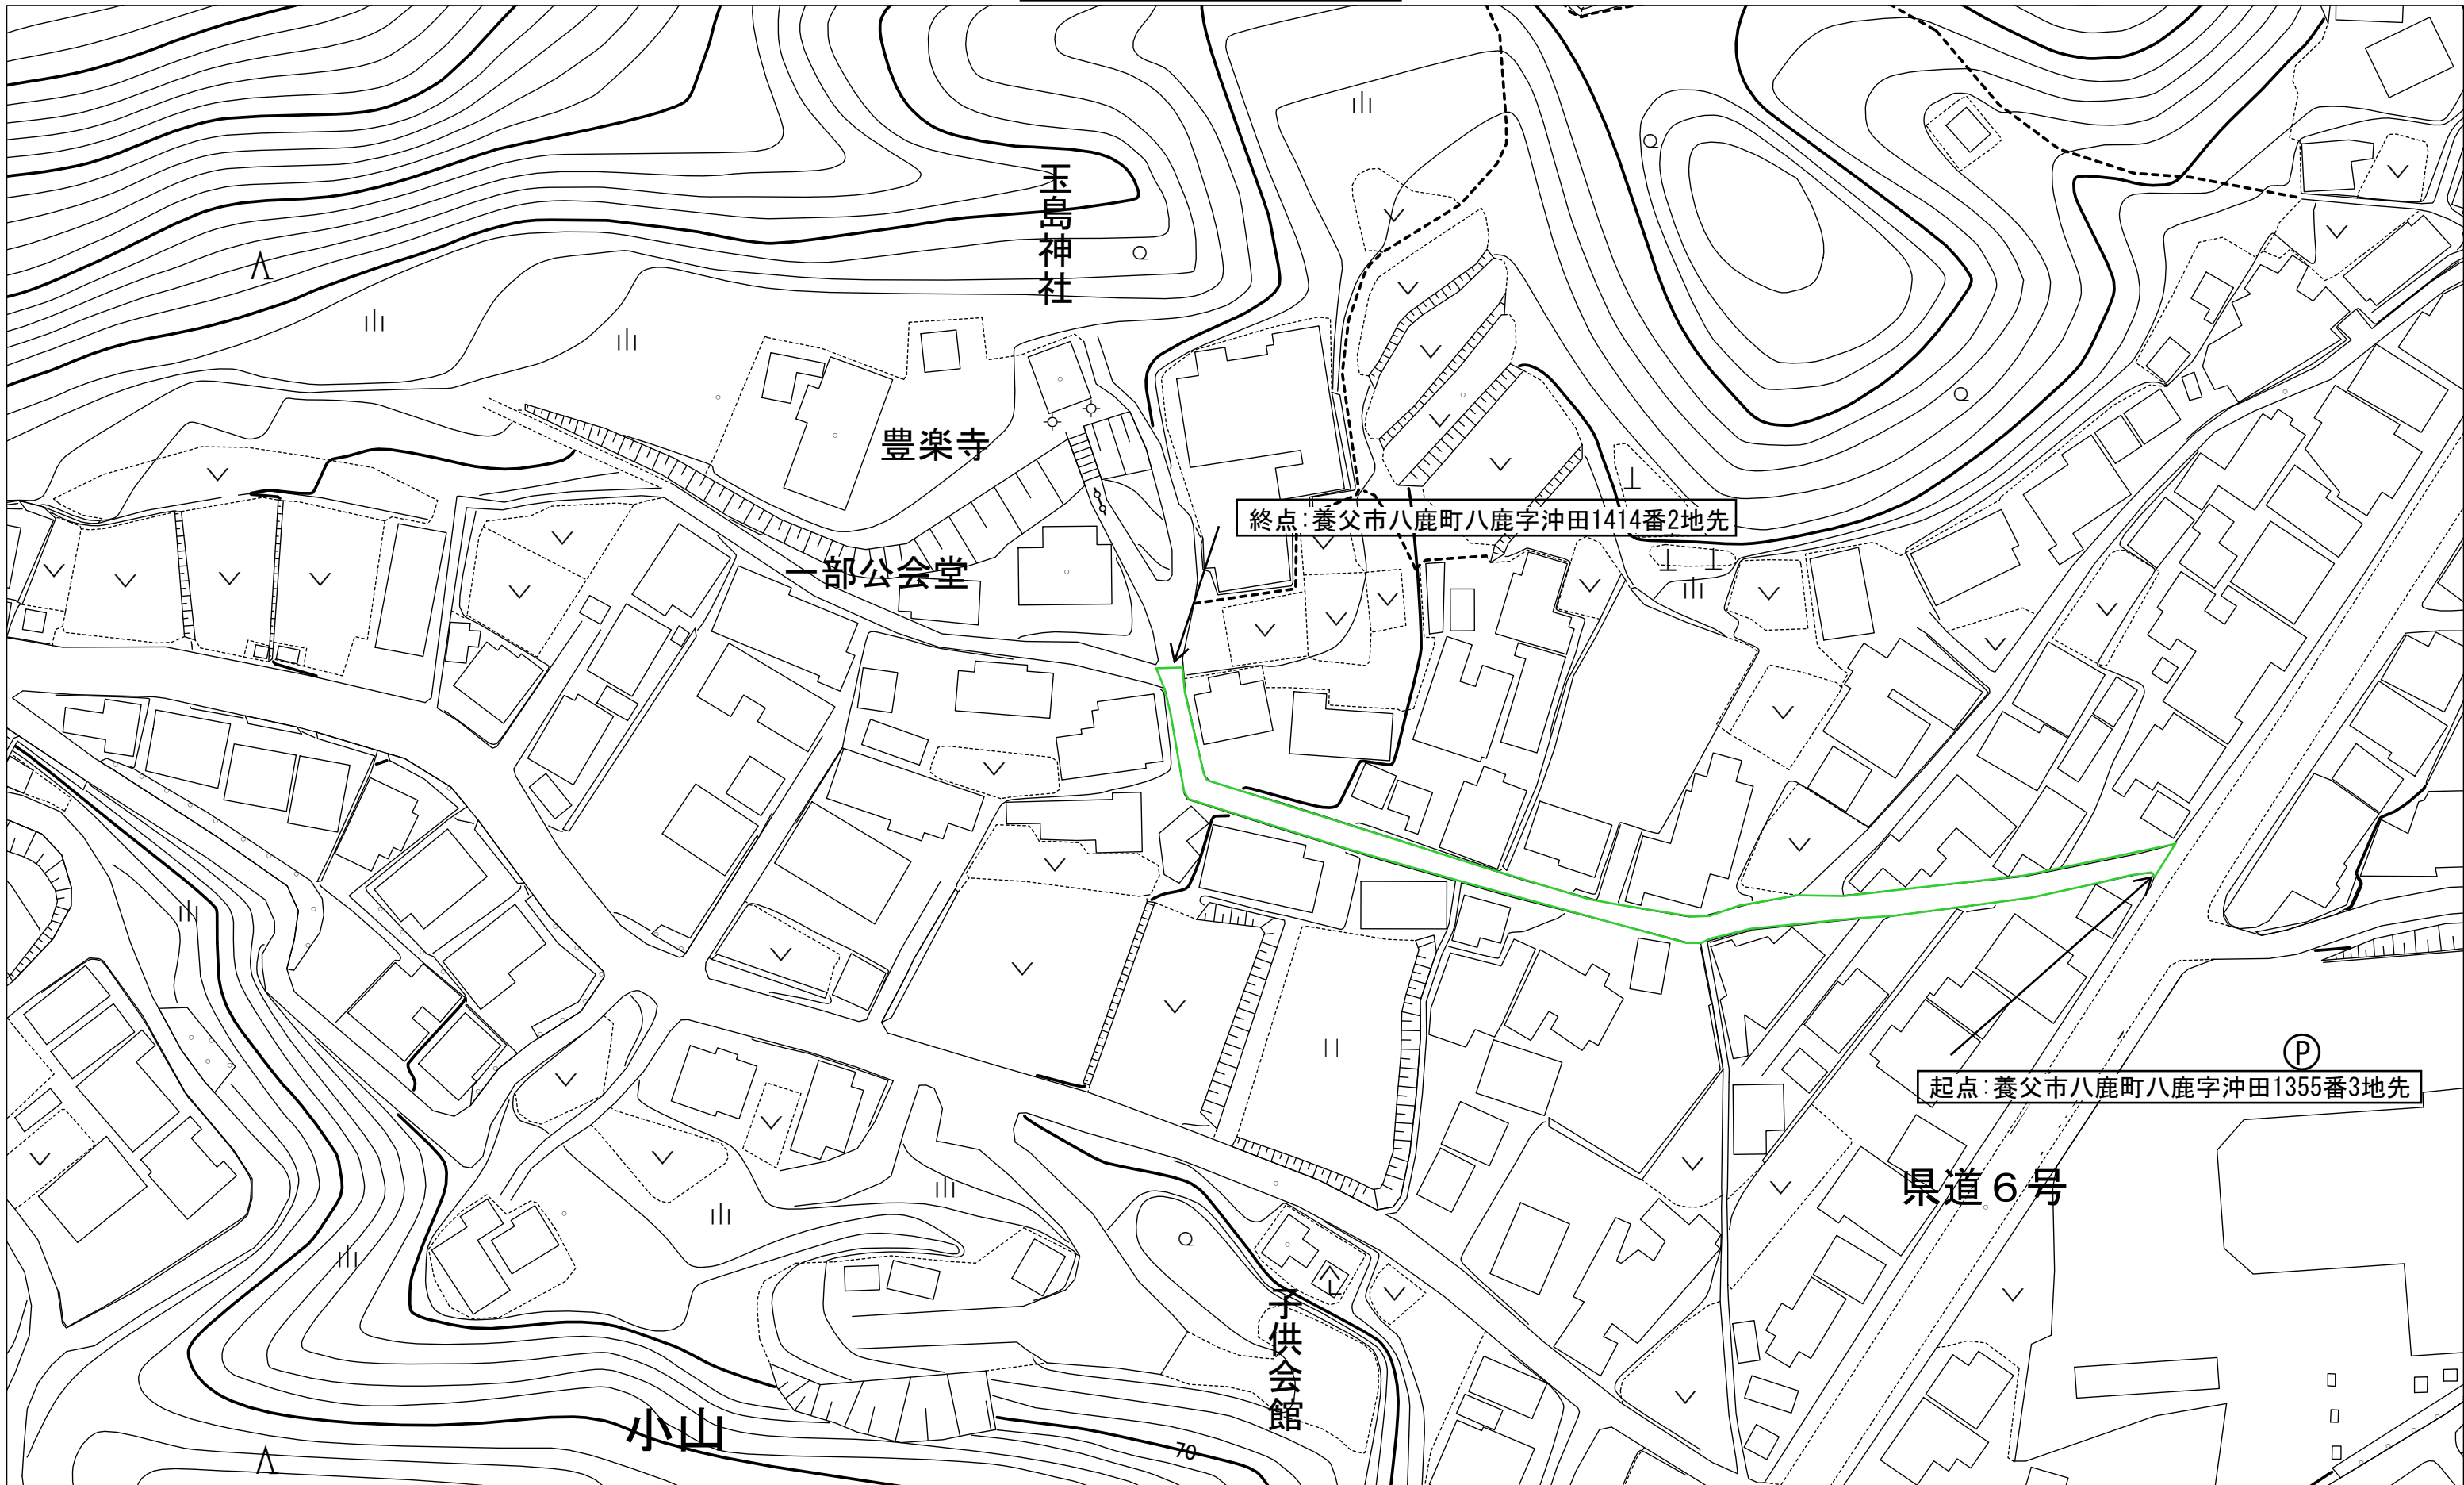 玉島神社
豊楽寺
終点:養父市八鹿町八鹿字沖田1414番2地先
一部公会堂
P
起点:養父市八鹿町八鹿字沖田1355番3地先
県道6号
子供会館
小山
70